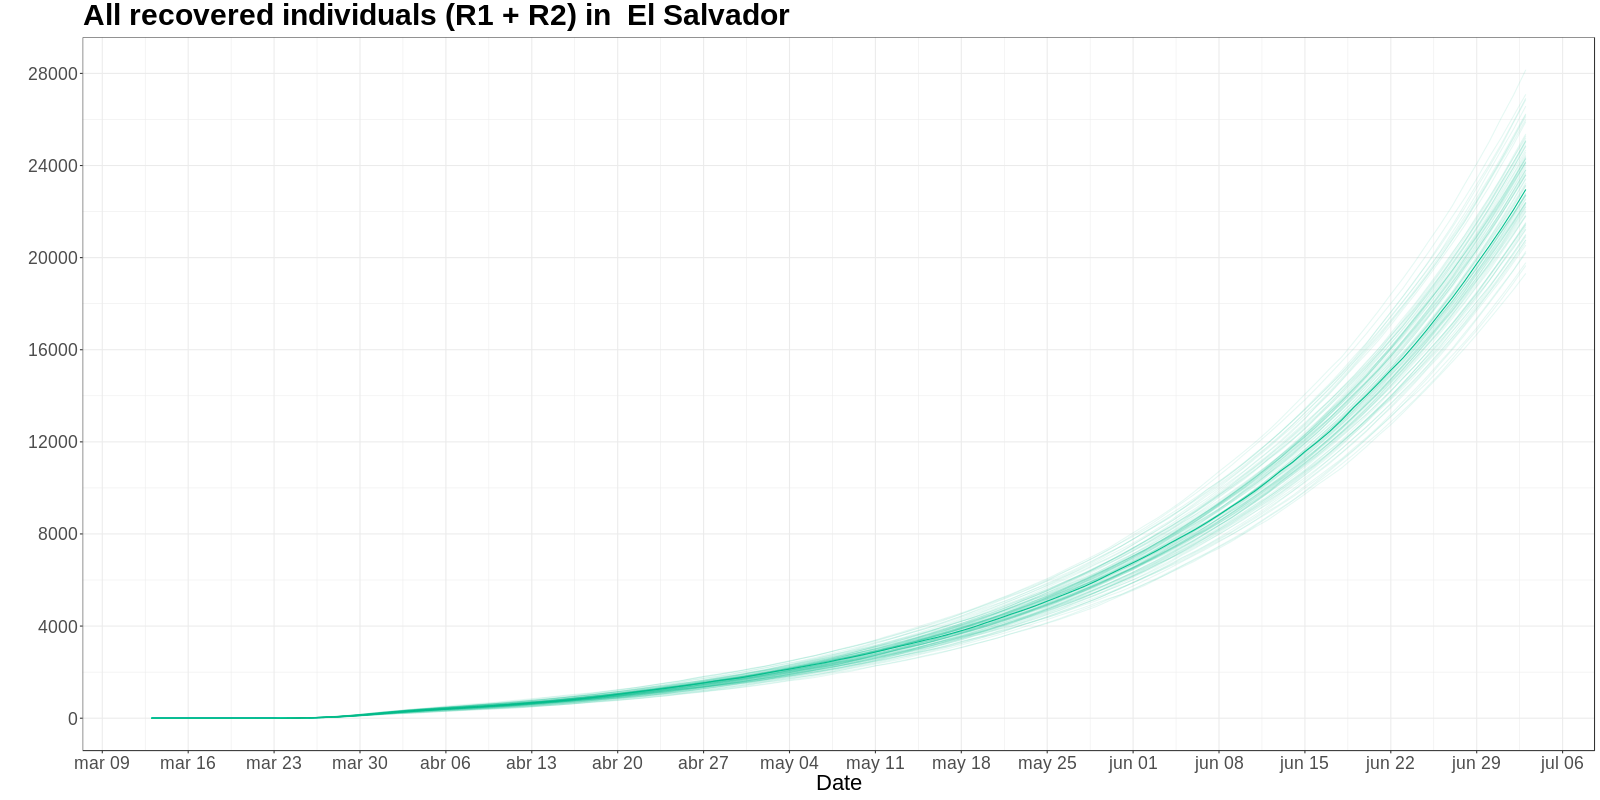 All recovered individuals (R1 + R2) in  El Salvador
28000
24000
20000
16000
12000
8000
4000
0
mar 09 mar 16 mar 23 mar 30 abr 06 abr 13 abr 20 abr 27 may 04 may 11 may 18 may 25 jun 01 jun 08 jun 15 jun 22 jun 29 jul 06
Date